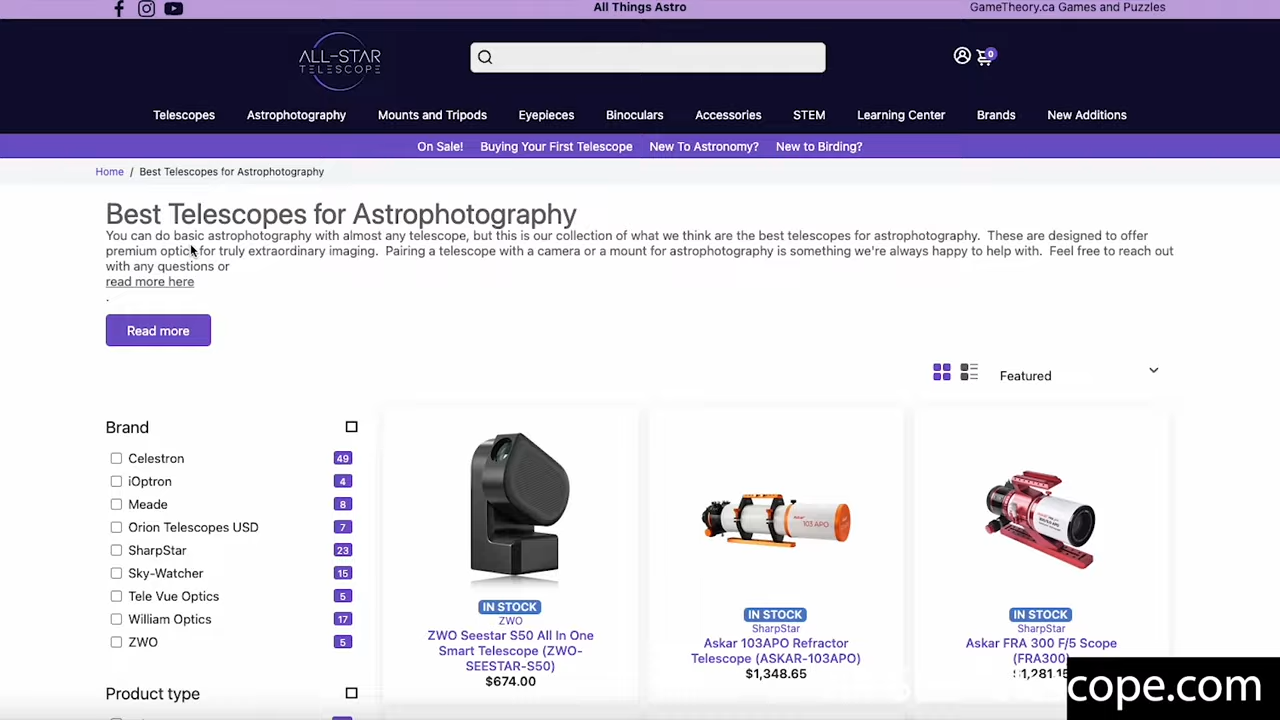 All Things Astro
GameTheory.ca Games and Puzzles
ALL-STAR
TELESCOPE
0
Telescopes
Astrophotography
Mounts and Tripods
Eyepieces
Binoculars
Accessories
STEM
Learning Center
Brands
New Additions
On Sale!
Buying Your First Telescope
New To Astronomy?
New to Birding?
Home / Best Telescopes for Astrophotography
Best Telescopes for Astrophotography
You can do basic astrophotography with almost any telescope, but this is our collection of what we think are the best telescopes for astrophotography. These are designed to offer
premium optics for truly extraordinary imaging. Pairing a telescope with a camera or a mount for astrophotography is something we're always happy to help with. Feel free to reach out
with any questions or
read more here
.
Read more
Featured
Brand
Celestron 49
iOptron 4
Meade 8
Orion Telescopes USD 7
SharpStar 23
Sky-Watcher 15
Tele Vue Optics 5
William Optics 17
ZWO 5
Product type
IN STOCK
ZWO
ZWO Seestar S50 All In One
Smart Telescope (ZWO-
SEESTAR-S50)
$674.00
103 APO
IN STOCK
SharpStar
Askar 103APO Refractor
Telescope (ASKAR-103APO)
$1,348.65
IN STOCK
SharpStar
Askar FRA 300 F/5 Scope
(FRA300)
cope.com